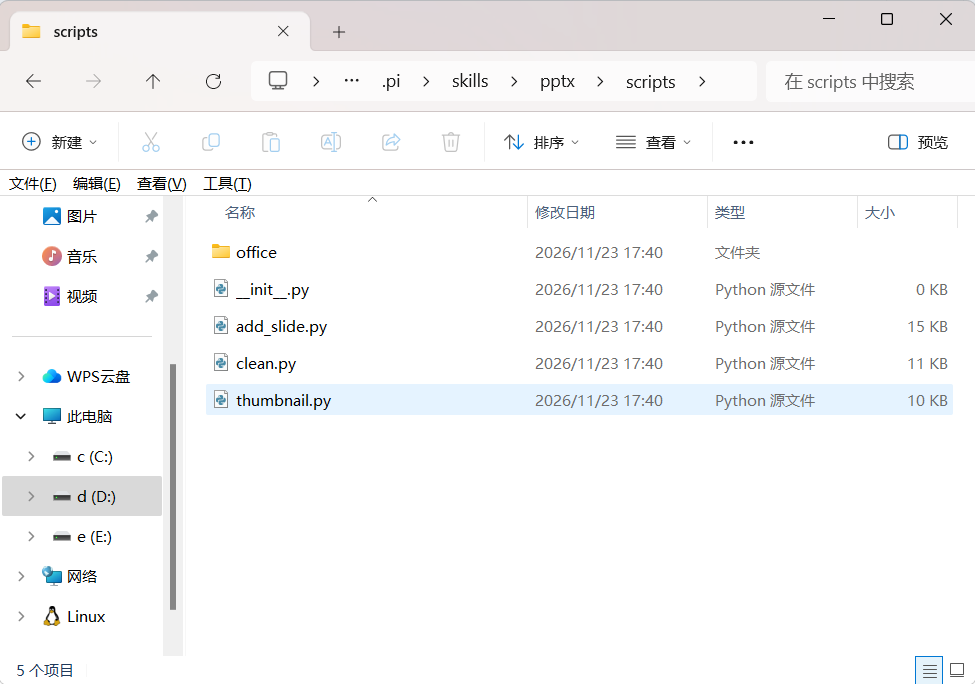 scripts
.pi
skills
pptx
scripts
在 scripts 中搜索
新建
排序
查看
预览
文件(F) 编辑(E) 查看(V) 工具(T)
图片
音乐
视频
WPS云盘
此电脑
c (C:)
d (D:)
e (E:)
网络
Linux
名称 修改日期 类型 大小
office 2026/11/23 17:40 文件夹
__init__.py 2026/11/23 17:40 Python 源文件 0 KB
add_slide.py 2026/11/23 17:40 Python 源文件 15 KB
clean.py 2026/11/23 17:40 Python 源文件 11 KB
thumbnail.py 2026/11/23 17:40 Python 源文件 10 KB
5 个项目